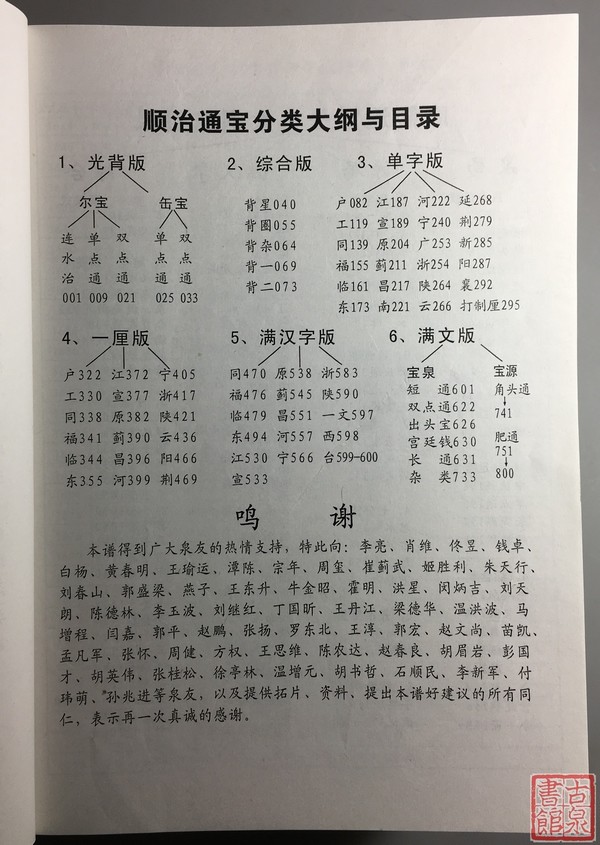 顺治通宝分类大纲与目录
1、光背版
尔宝 缶宝
连 单 双 单 双
水 点 点 点 点
治 通 通 通 通
001 009 021 025 033
2、综合版
背星040
背圈055
背杂064
背一069
背二073
3、单字版
户082 江187 河222 延268
工119 宣189 宁240 荆279
同139 原204 广253 新285
福155 蓟211 浙254 阳287
临161 昌217 陕264 襄292
东173 南221 云266 打制厘295
4、一厘版
户322 江372 宁405
工330 宣377 浙417
同338 原382 陕421
福341 蓟390 云436
临344 昌396 阳466
东355 河399 荆469
5、满汉字版
同470 原538 浙583
福476 蓟545 陕590
临479 昌551 一文597
东494 河557 西598
江530 宁566 台599-600
宣533
6、满文版
宝泉
短 通601
双点通622
出头宝626
宫廷钱630
长 通631
杂 类733
宝源
角头通
↓
741
肥通
751
↓
800
鸣 谢
本谱得到广大泉友的热情支持，特此向：李亮、肖维、佟昱、钱卓、
白杨、黄春明、王瑜运、潭陈、宗年、周玺、崔蓟武、姬胜利、朱天行、
刘春山、郭盛梁、燕子、王东升、牛金昭、霍明、洪星、闵炳吉、刘天
朗、陈德林、李玉波、刘继红、丁国昕、王丹江、梁德华、温洪波、马
增程、闫嘉、郭平、赵鹏、张扬、罗东北、王淳、郭宏、赵文尚、苗凯、
孟凡军、张怀、周健、方权、王思维、陈农达、赵春良、胡眉岩、彭国
才、胡英伟、张桂松、徐亭林、温增元、胡书哲、石顺民、李新军、付
玮萌、孙兆进等泉友，以及提供拓片、资料，提出本谱好建议的所有同
仁，表示再一次真诚的感谢。
古泉
書館